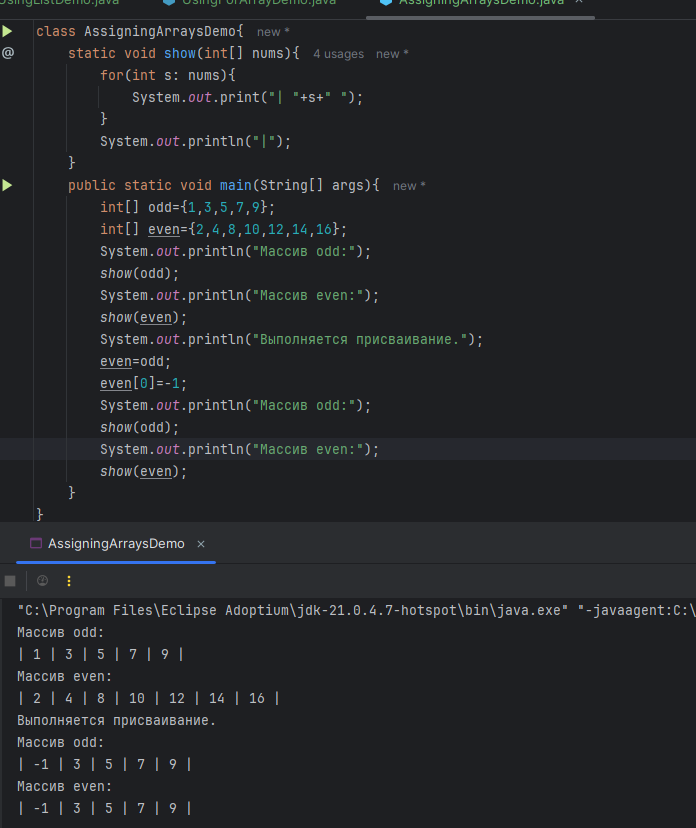 UsingListDemo.java UsingForArrayDemo.java AssigningArraysDemo.java ×
class AssigningArraysDemo{ new *
@ static void show(int[] nums){ 4 usages new *
for(int s: nums){
System.out.print("| "+s+" ");
}
System.out.println("|");
}
public static void main(String[] args){ new *
int[] odd={1,3,5,7,9};
int[] even={2,4,8,10,12,14,16};
System.out.println("Массив odd:");
show(odd);
System.out.println("Массив even:");
show(even);
System.out.println("Выполняется присваивание.");
even=odd;
even[0]=-1;
System.out.println("Массив odd:");
show(odd);
System.out.println("Массив even:");
show(even);
}
}
AssigningArraysDemo ×
"C:\Program Files\Eclipse Adoptium\jdk-21.0.4.7-hotspot\bin\java.exe" "-javaagent:C:\
Массив odd:
| 1 | 3 | 5 | 7 | 9 |
Массив even:
| 2 | 4 | 8 | 10 | 12 | 14 | 16 |
Выполняется присваивание.
Массив odd:
| -1 | 3 | 5 | 7 | 9 |
Массив even:
| -1 | 3 | 5 | 7 | 9 |